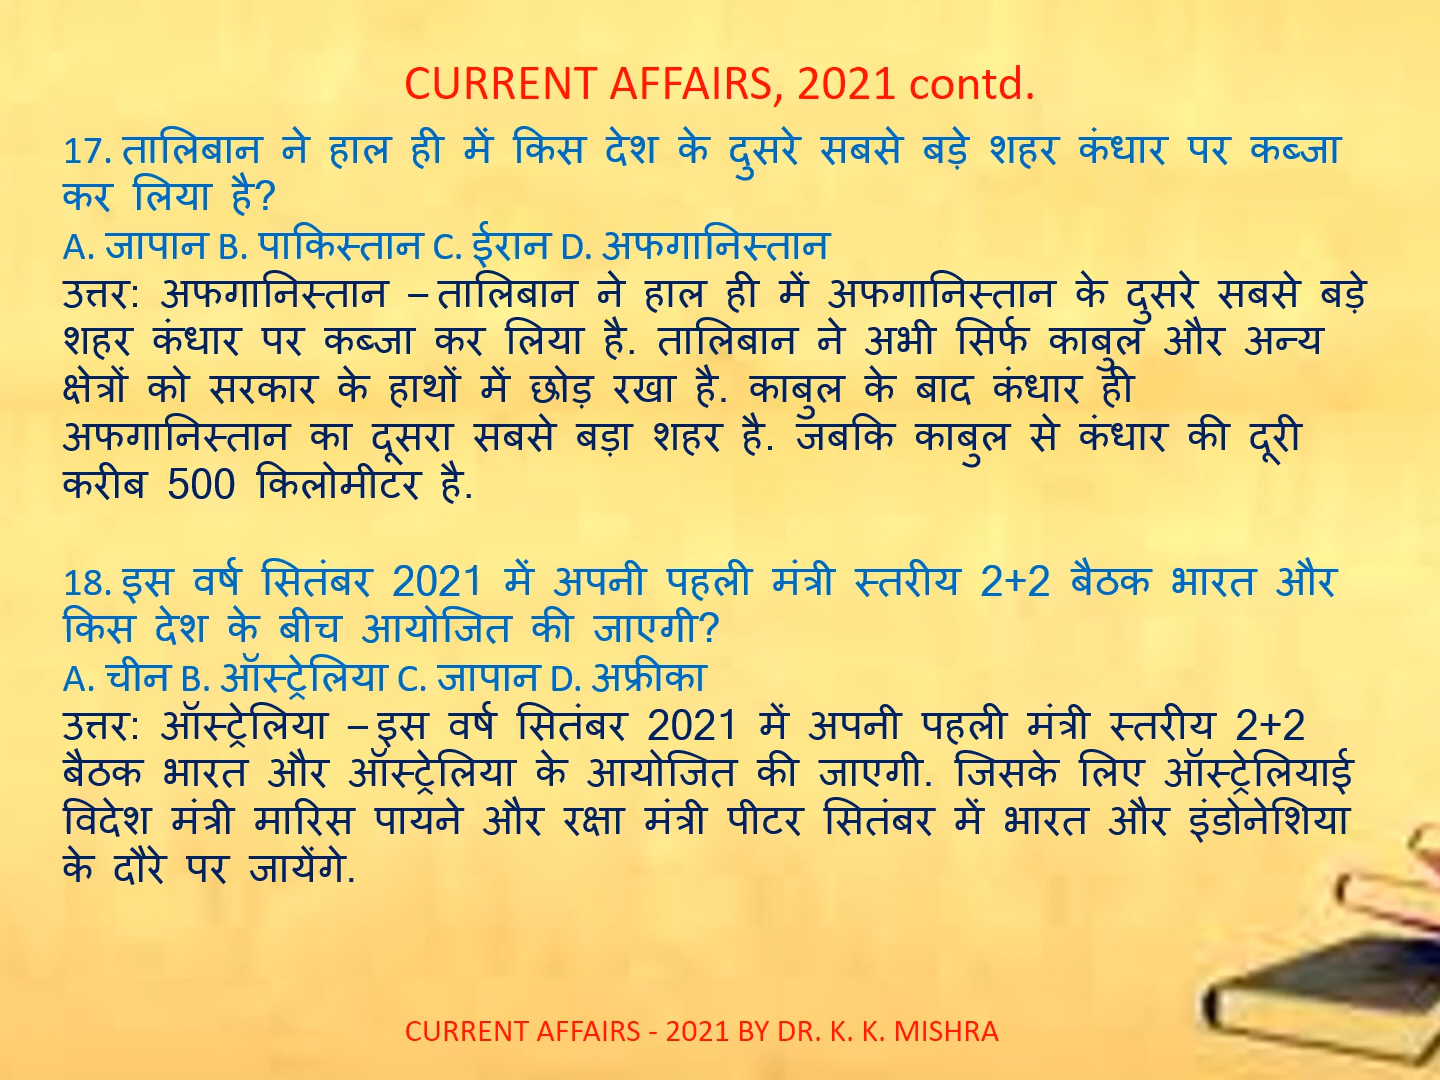 CURRENT AFFAIRS, 2021 contd.
17. तालिबान ने हाल ही में किस देश के दुसरे सबसे बड़े शहर कंधार पर कब्जा
कर लिया है?
A. जापान B. पाकिस्तान C. ईरान D. अफगानिस्तान
उत्तर: अफगानिस्तान – तालिबान ने हाल ही में अफगानिस्तान के दुसरे सबसे बड़े
शहर कंधार पर कब्जा कर लिया है. तालिबान ने अभी सिर्फ काबुल और अन्य
क्षेत्रों को सरकार के हाथों में छोड़ रखा है. काबुल के बाद कंधार ही
अफगानिस्तान का दूसरा सबसे बड़ा शहर है. जबकि काबुल से कंधार की दूरी
करीब 500 किलोमीटर है.
18. इस वर्ष सितंबर 2021 में अपनी पहली मंत्री स्तरीय 2+2 बैठक भारत और
किस देश के बीच आयोजित की जाएगी?
A. चीन B. ऑस्ट्रेलिया C. जापान D. अफ्रीका
उत्तर: ऑस्ट्रेलिया – इस वर्ष सितंबर 2021 में अपनी पहली मंत्री स्तरीय 2+2
बैठक भारत और ऑस्ट्रेलिया के आयोजित की जाएगी. जिसके लिए ऑस्ट्रेलियाई
विदेश मंत्री मारिस पायने और रक्षा मंत्री पीटर सितंबर में भारत और इंडोनेशिया
के दौरे पर जायेंगे.
CURRENT AFFAIRS - 2021 BY DR. K. K. MISHRA